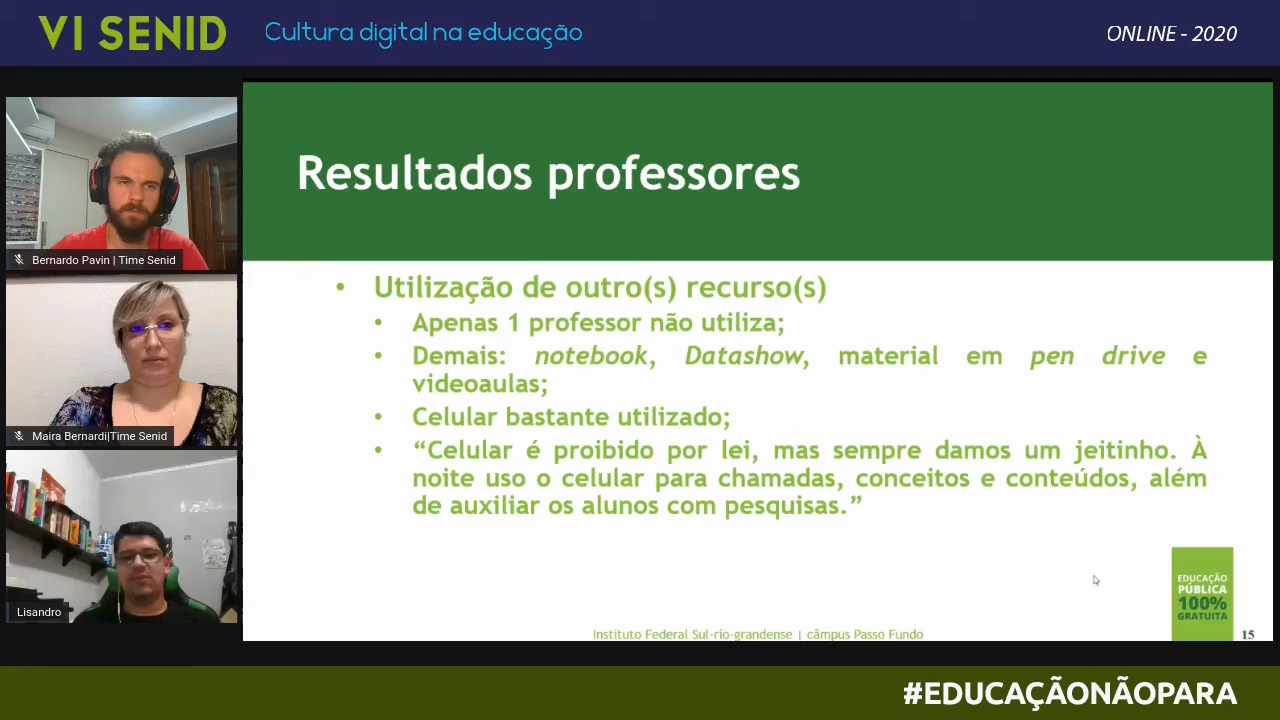 VI SENID
Cultura digital na educação
ONLINE - 2020
Bernardo Pavin | Time Senid
Maira Bernardi|Time Senid
Lisandro
Resultados professores
• Utilização de outro(s) recurso(s)
• Apenas 1 professor não utiliza;
• Demais: notebook, Datashow, material em pen drive e
videoaulas;
• Celular bastante utilizado;
• “Celular é proibido por lei, mas sempre damos um jeitinho. À
noite uso o celular para chamadas, conceitos e conteúdos, além
de auxiliar os alunos com pesquisas.”
EDUCAÇÃO
PÚBLICA
100%
GRATUITA
Instituto Federal Sul-rio-grandense | câmpus Passo Fundo
15
#EDUCAÇÃONÃOPARA